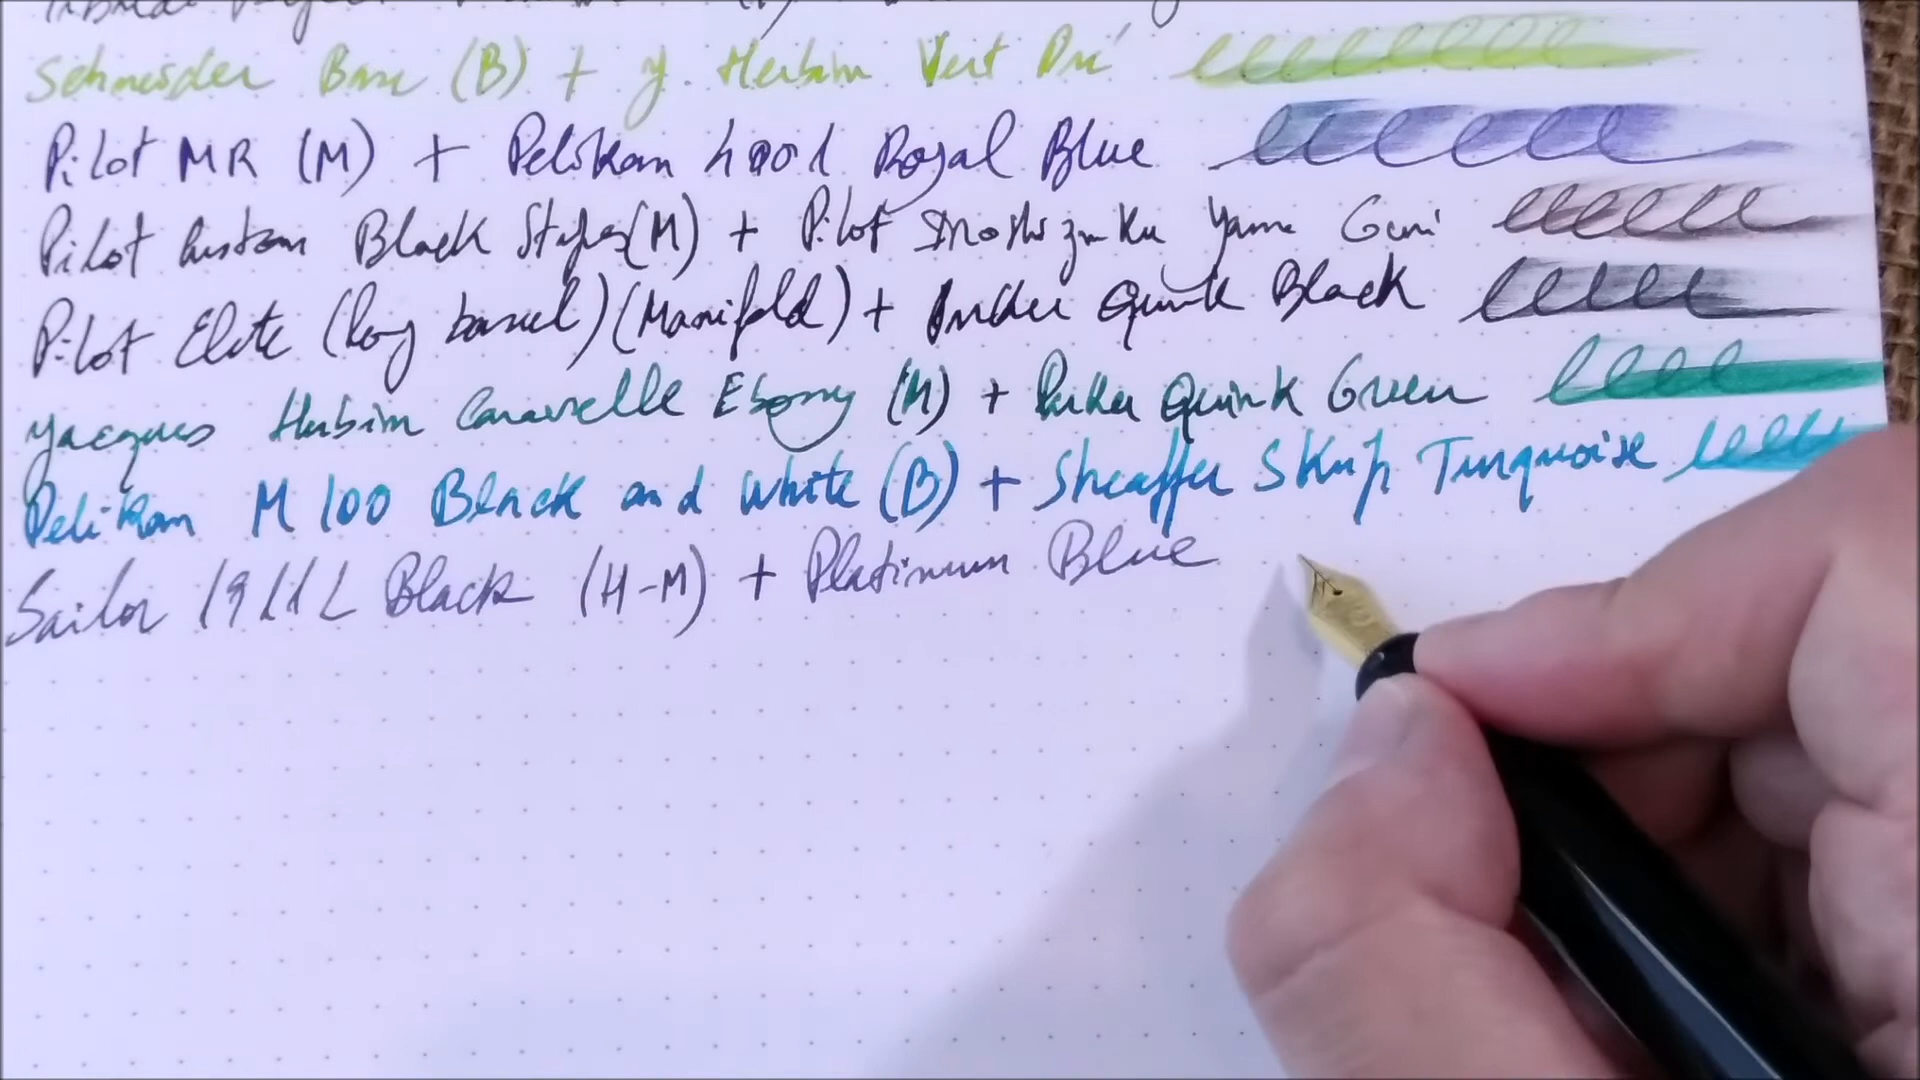 Schneider Base (B) + J. Herbin Vert Pré
Pilot MR (M) + Pelikan 4001 Royal Blue
Pilot Custom Black Stripes (M) + Pilot Iroshizuku Yama Guri
Pilot Elite (long barrel) (Manifold) + Parker Quink Black
Jacques Herbin Caravelle Ebony (M) + Parker Quink Green
Pelikan M100 Black and White (B) + Sheaffer Skrip Turquoise
Sailor 1911L Black (H-M) + Platinum Blue